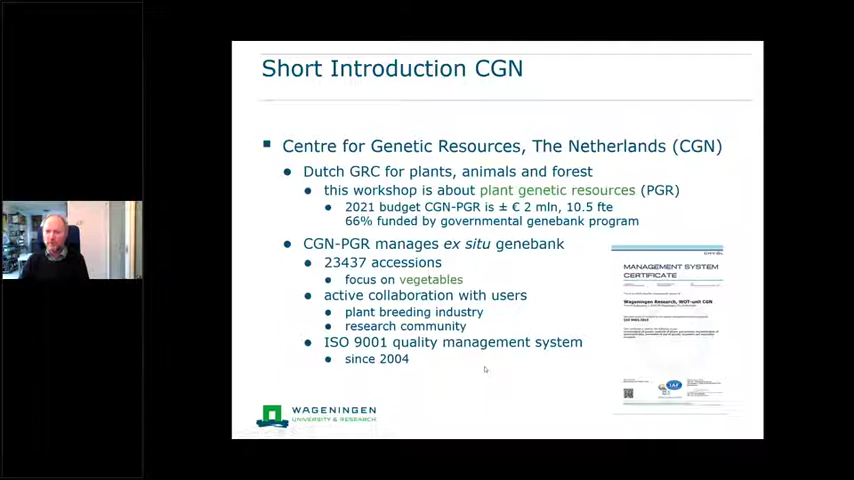 Short Introduction CGN
Centre for Genetic Resources, The Netherlands (CGN)
Dutch GRC for plants, animals and forest
this workshop is about plant genetic resources (PGR)
2021 budget CGN-PGR is ± € 2 mln, 10.5 fte
66% funded by governmental genebank program
CGN-PGR manages ex situ genebank
23437 accessions
focus on vegetables
active collaboration with users
plant breeding industry
research community
ISO 9001 quality management system
since 2004
MANAGEMENT SYSTEM
CERTIFICATE
Wageningen Research, WOT-unit CGN
IAF
WAGENINGEN
UNIVERSITY & RESEARCH